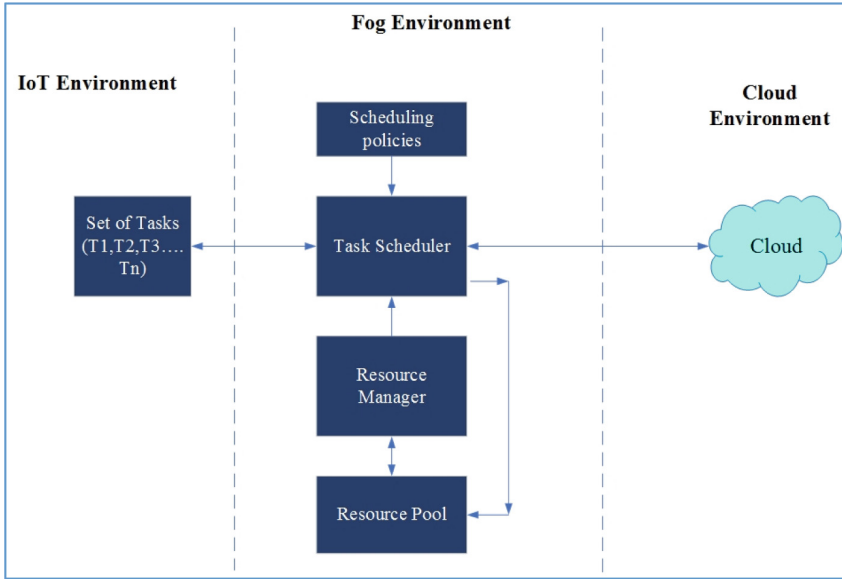 Fog Environment
IoT Environment
Cloud
Environment
Scheduling
policies
Set of Tasks
(T1,T2,T3….
Tn)
Task Scheduler
Cloud
Resource
Manager
Resource Pool